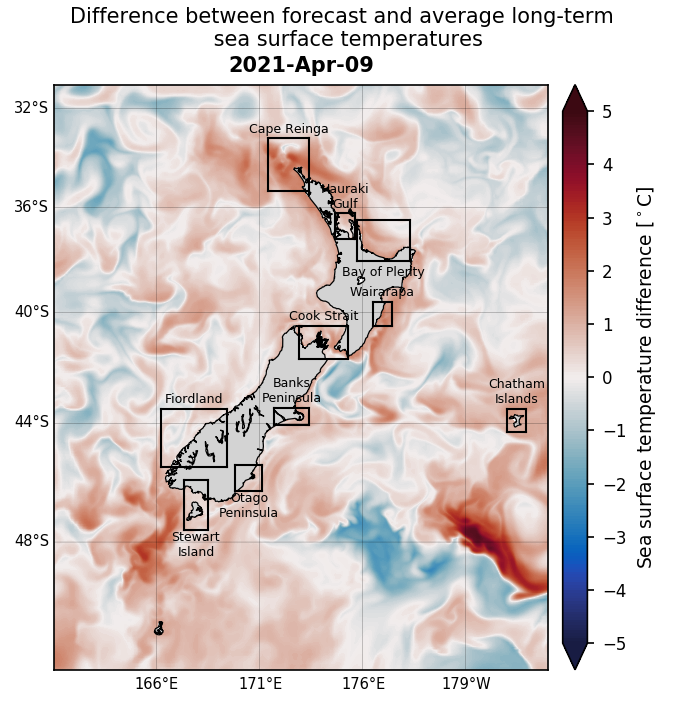 Difference between forecast and average long-term
sea surface temperatures
2021-Apr-09
32°S
36°S
40°S
44°S
48°S
166°E
171°E
176°E
179°W
Cape Reinga
Hauraki
Gulf
Bay of Plenty
Wairarapa
Cook Strait
Banks
Peninsula
Fiordland
Chatham
Islands
Otago
Peninsula
Stewart
Island
5
4
3
2
1
0
−1
−2
−3
−4
−5
Sea surface temperature difference [°C]